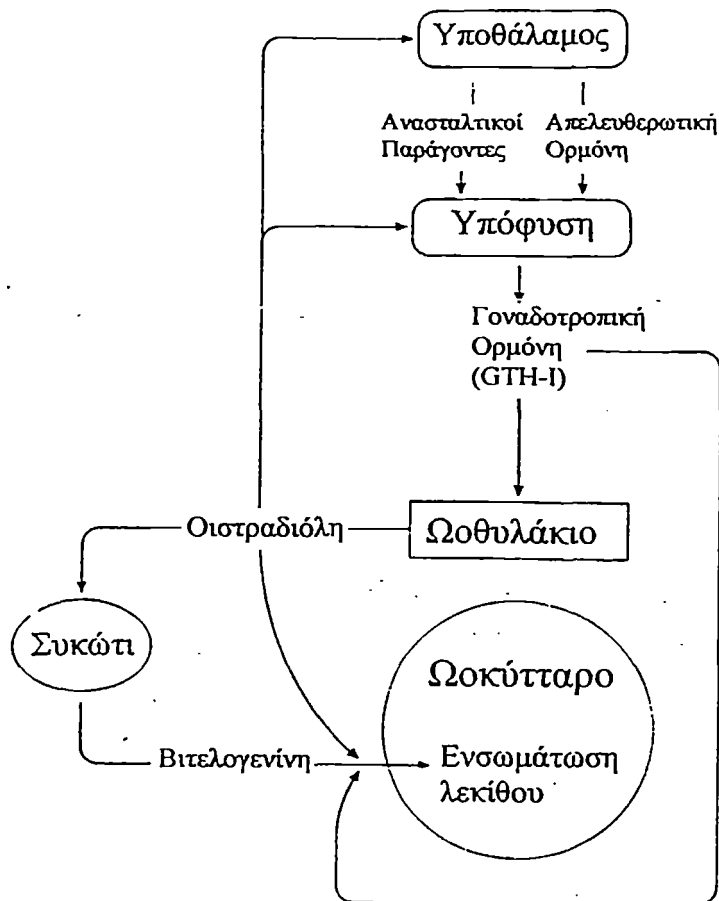 Υποθάλαμος
Ανασταλτικοί
Παράγοντες
Απελευθερωτική
Ορμόνη
Υπόφυση
Γοναδοτροπική
Ορμόνη
(GTH-I)
Οιστραδιόλη
Ωοθυλάκιο
Συκώτι
Ωοκύτταρο
Βιτελογενίνη
Ενσωμάτωση
λεκίθου